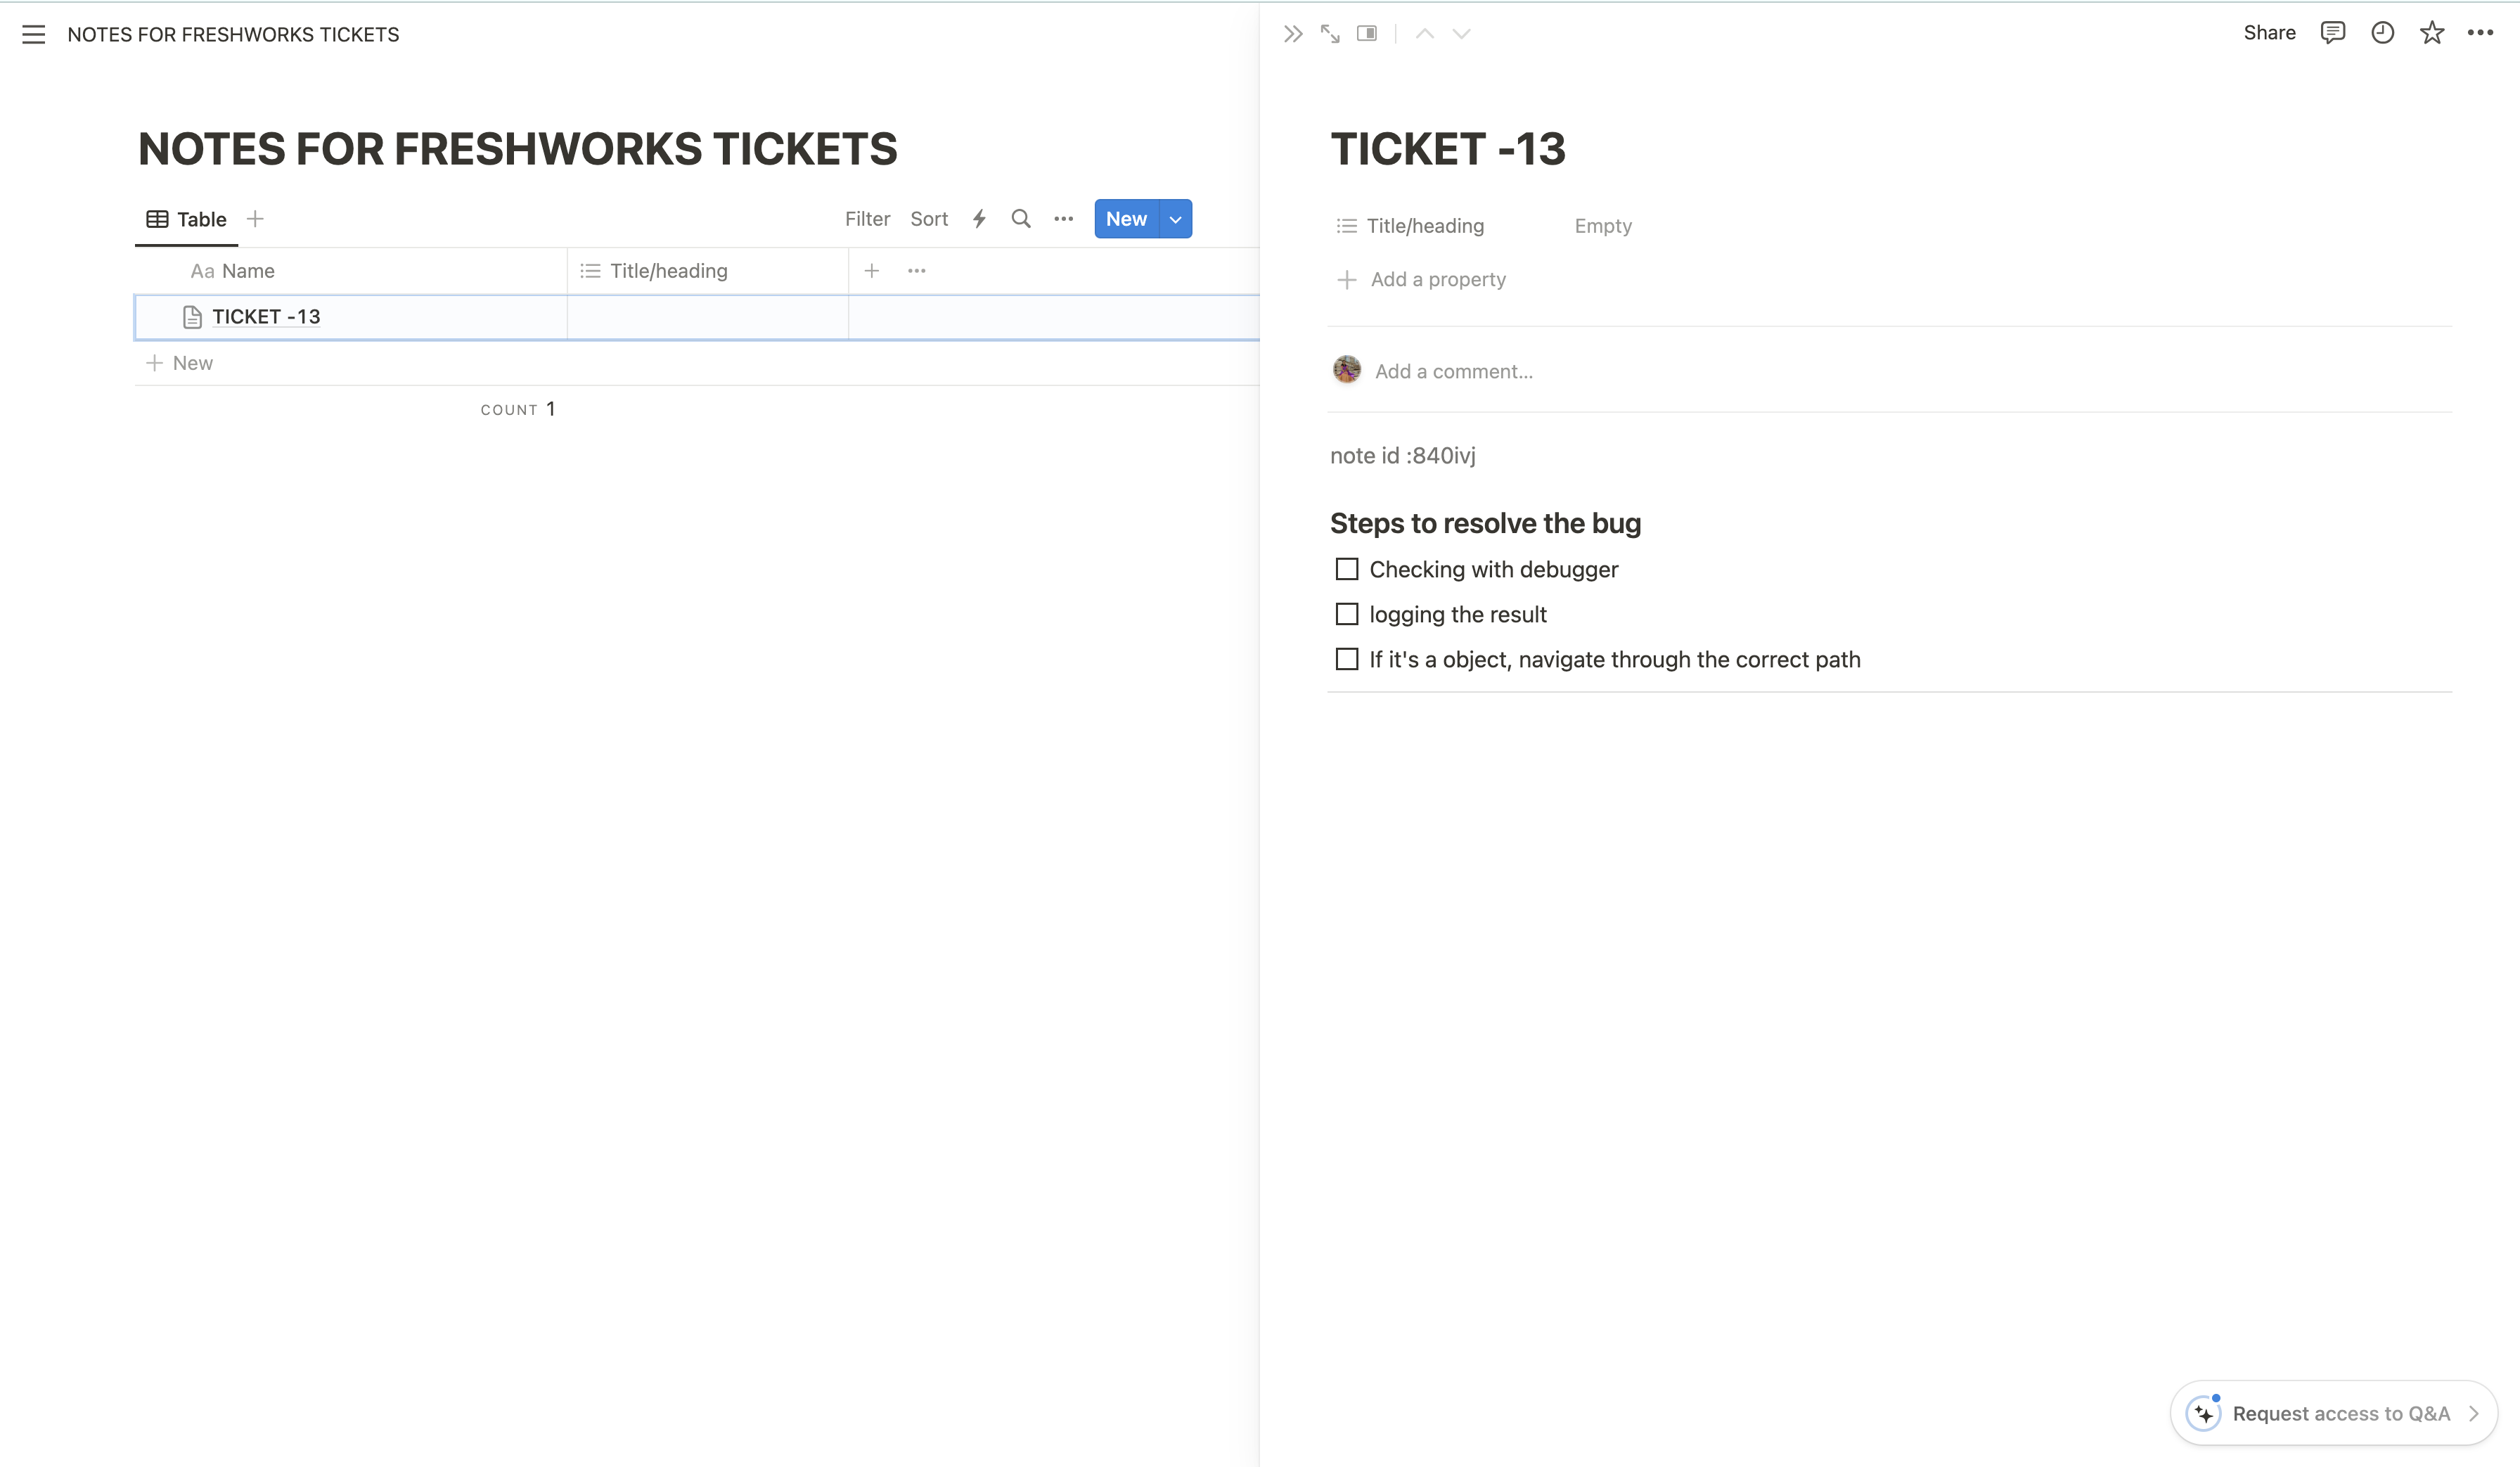 NOTES FOR FRESHWORKS TICKETS
Share
NOTES FOR FRESHWORKS TICKETS
Table
Filter Sort New
Aa Name Title/heading
TICKET -13
New
COUNT 1
TICKET -13
Title/heading Empty
Add a property
Add a comment...
note id :840ivj
Steps to resolve the bug
Checking with debugger
logging the result
If it's a object, navigate through the correct path
Request access to Q&A